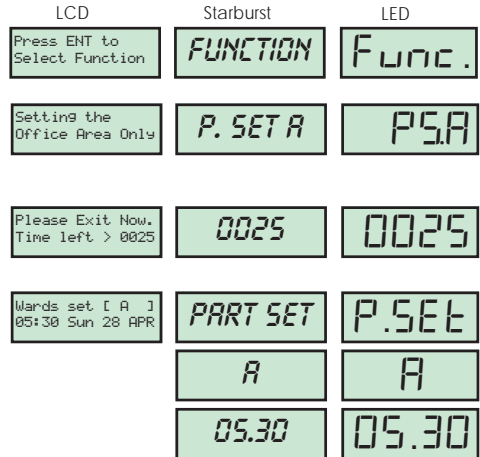 LCD Starburst LED
Press ENT to
Select Function
FUNCTION
Func.
Setting the
Office Area Only
P. SET A
PS.A
Please Exit Now.
Time left > 0025
0025
0025
Wards set [ A ]
05:30 Sun 28 APR
PART SET
P.SEt
A
A
05.30
05.30